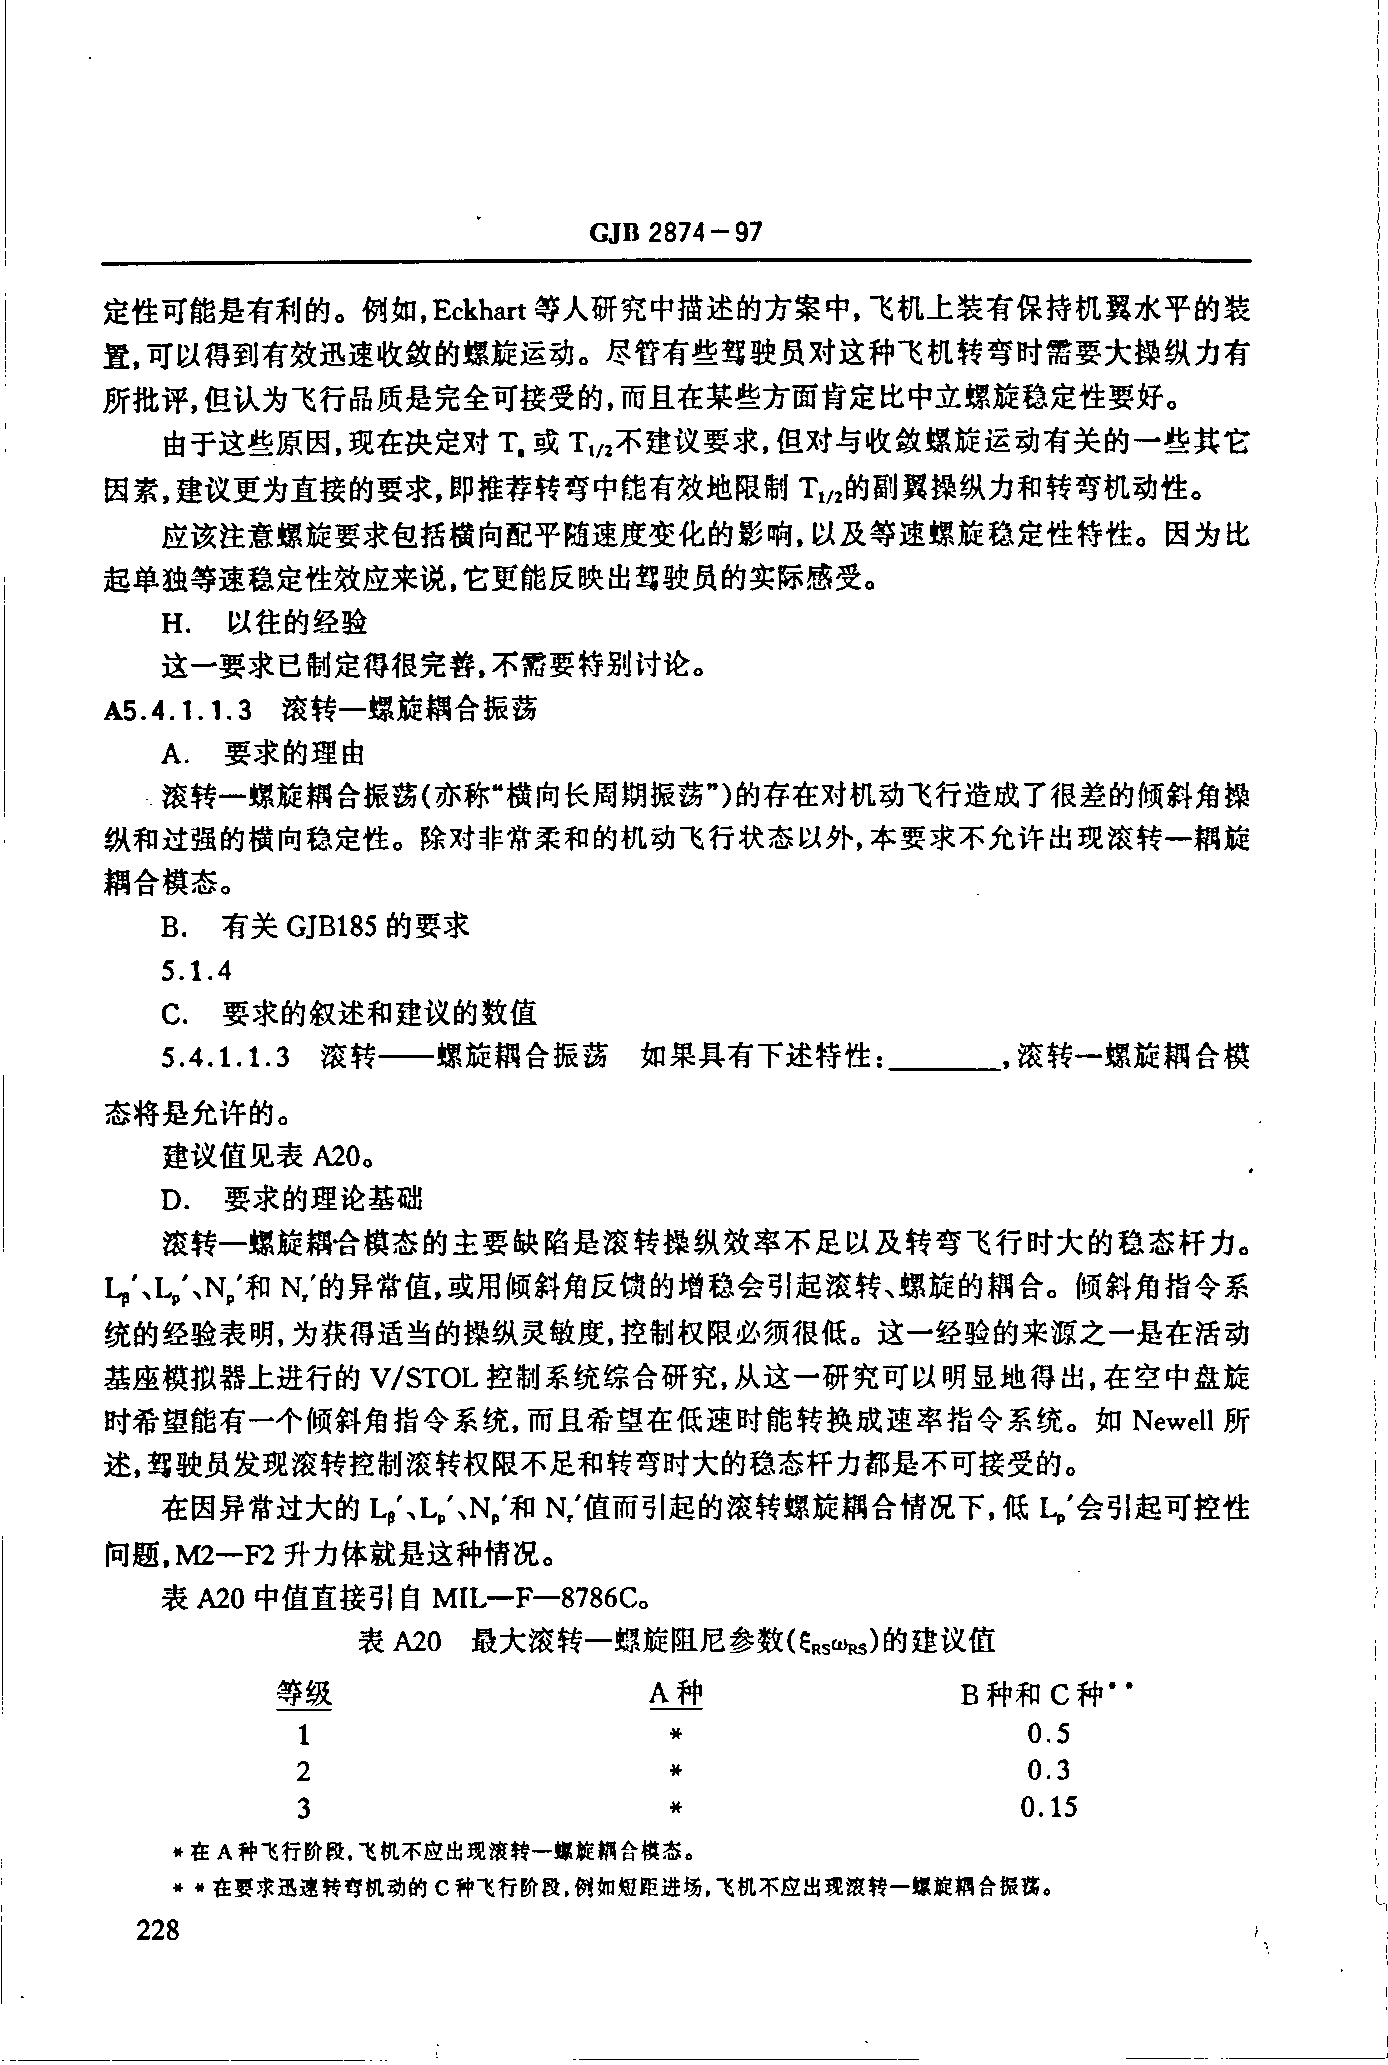 GJB 2874－97
定性可能是有利的。例如,Eckhart 等人研究中描述的方案中,飞机上装有保持机翼水平的装
置,可以得到有效迅速收敛的螺旋运动。尽管有些驾驶员对这种飞机转弯时需要大操纵力有
所批评,但认为飞行品质是完全可接受的,而且在某些方面肯定比中立螺旋稳定性要好。
由于这些原因,现在决定对 Tₛ 或 T₁/₂不建议要求,但对与收敛螺旋运动有关的一些其它
因素,建议更为直接的要求,即推荐转弯中能有效地限制 T₁/₂的副翼操纵力和转弯机动性。
应该注意螺旋要求包括横向配平随速度变化的影响,以及等速螺旋稳定性特性。因为比
起单独等速稳定性效应来说,它更能反映出驾驶员的实际感受。
H. 以往的经验
这一要求已制定得很完善,不需要特别讨论。
A5.4.1.1.3 滚转—螺旋耦合振荡
A. 要求的理由
滚转—螺旋耦合振荡(亦称“横向长周期振荡”)的存在对机动飞行造成了很差的倾斜角操
纵和过强的横向稳定性。除对非常柔和的机动飞行状态以外,本要求不允许出现滚转—耦旋
耦合模态。
B. 有关 GJB185 的要求
5.1.4
C. 要求的叙述和建议的数值
5.4.1.1.3 滚转——螺旋耦合振荡 如果具有下述特性:________,滚转—螺旋耦合模
态将是允许的。
建议值见表 A20。
D. 要求的理论基础
滚转—螺旋耦合模态的主要缺陷是滚转操纵效率不足以及转弯飞行时大的稳态杆力。
Lᵦ′、Lₚ′、Nₚ′和 Nᵣ′的异常值,或用倾斜角反馈的增稳会引起滚转、螺旋的耦合。倾斜角指令系
统的经验表明,为获得适当的操纵灵敏度,控制权限必须很低。这一经验的来源之一是在活动
基座模拟器上进行的 V/STOL 控制系统综合研究,从这一研究可以明显地得出,在空中盘旋
时希望能有一个倾斜角指令系统,而且希望在低速时能转换成速率指令系统。如 Newell 所
述,驾驶员发现滚转控制滚转权限不足和转弯时大的稳态杆力都是不可接受的。
在因异常过大的 Lᵦ′、Lₚ′、Nₚ′和 Nᵣ′值而引起的滚转螺旋耦合情况下,低 Lₚ′会引起可控性
问题,M2—F2 升力体就是这种情况。
表 A20 中值直接引自 MIL—F—8786C。
表 A20 最大滚转—螺旋阻尼参数(ξRSωRS)的建议值
等级 A 种 B 种和 C 种**
1 * 0.5
2 * 0.3
3 * 0.15
*在 A 种飞行阶段,飞机不应出现滚转—螺旋耦合模态。
**在要求迅速转弯机动的 C 种飞行阶段,例如短距进场,飞机不应出现滚转—螺旋耦合振荡。
228